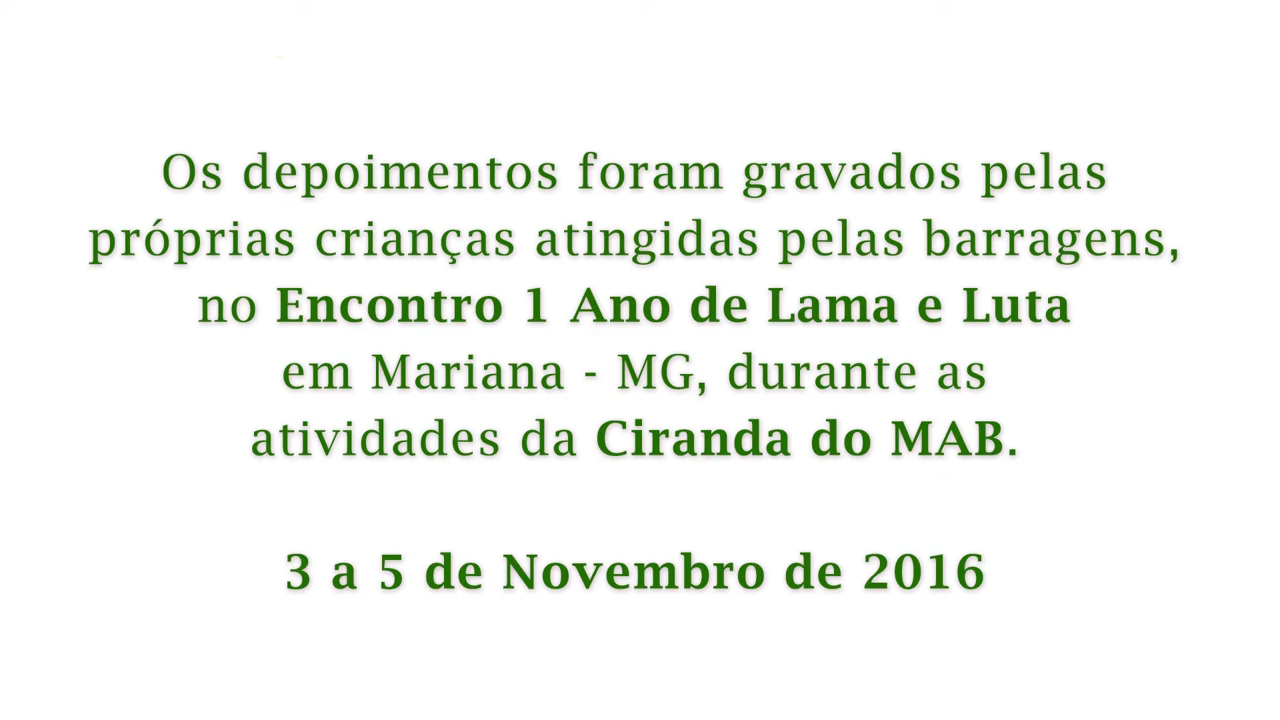 Os depoimentos foram gravados pelas
próprias crianças atingidas pelas barragens,
no Encontro 1 Ano de Lama e Luta
em Mariana - MG, durante as
atividades da Ciranda do MAB.
3 a 5 de Novembro de 2016